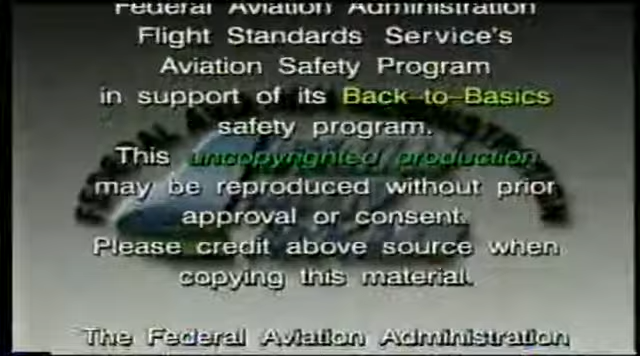 Federal Aviation Administration
Flight Standards Service's
Aviation Safety Program
in support of its Back-to-Basics
safety program.
This uncopyrighted production
may be reproduced without prior
approval or consent.
Please credit above source when
copying this material.
The Federal Aviation Administration